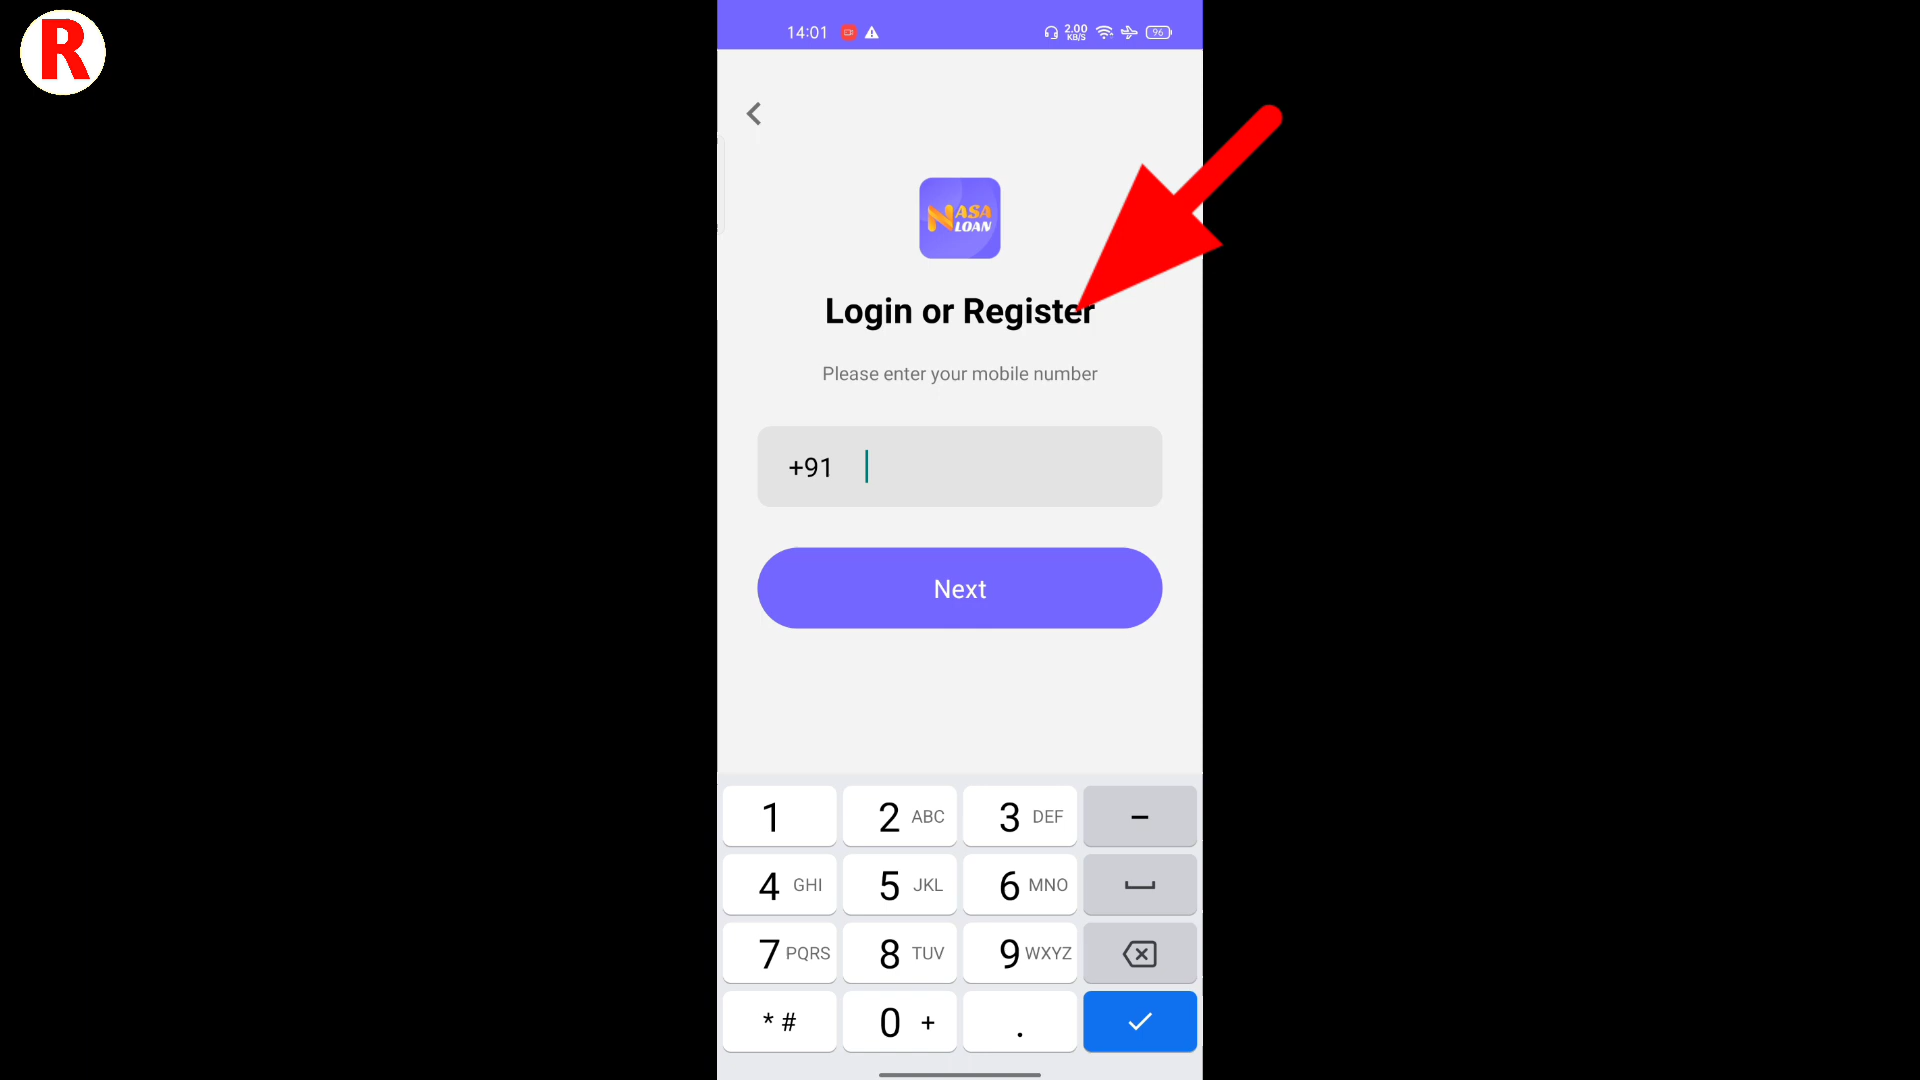 R
14:01
2.00
KB/S
96
NASA
LOAN
Login or Register
Please enter your mobile number
+91
Next
1
2 ABC
3 DEF
-
4 GHI
5 JKL
6 MNO
7 PQRS
8 TUV
9 WXYZ
* #
0 +
.